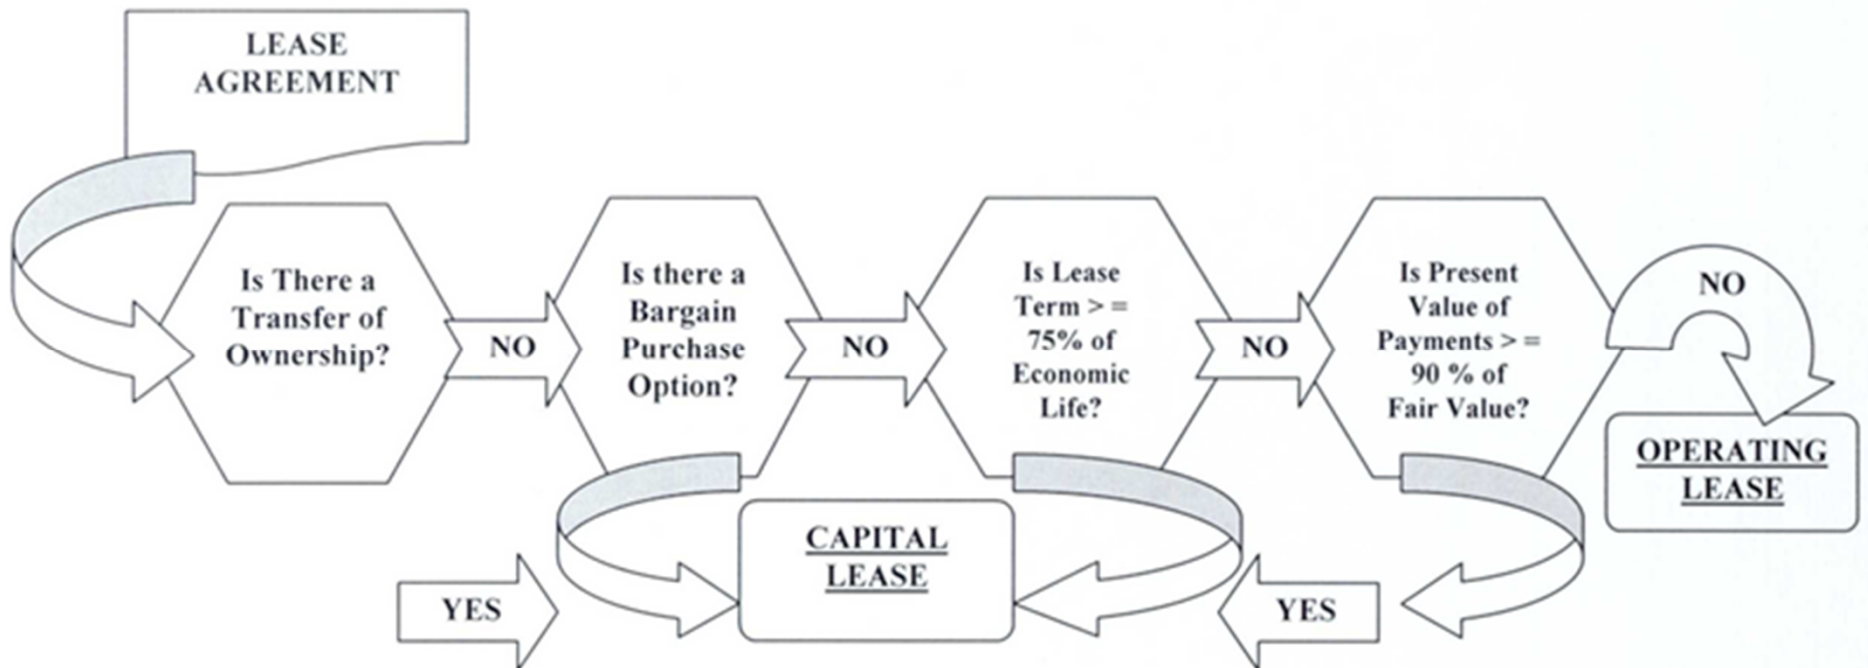 LEASE
AGREEMENT
Is There a
Transfer of
Ownership?
NO
Is there a
Bargain
Purchase
Option?
NO
Is Lease
Term > =
75% of
Economic
Life?
NO
Is Present
Value of
Payments > =
90 % of
Fair Value?
NO
OPERATING
LEASE
YES
CAPITAL
LEASE
YES